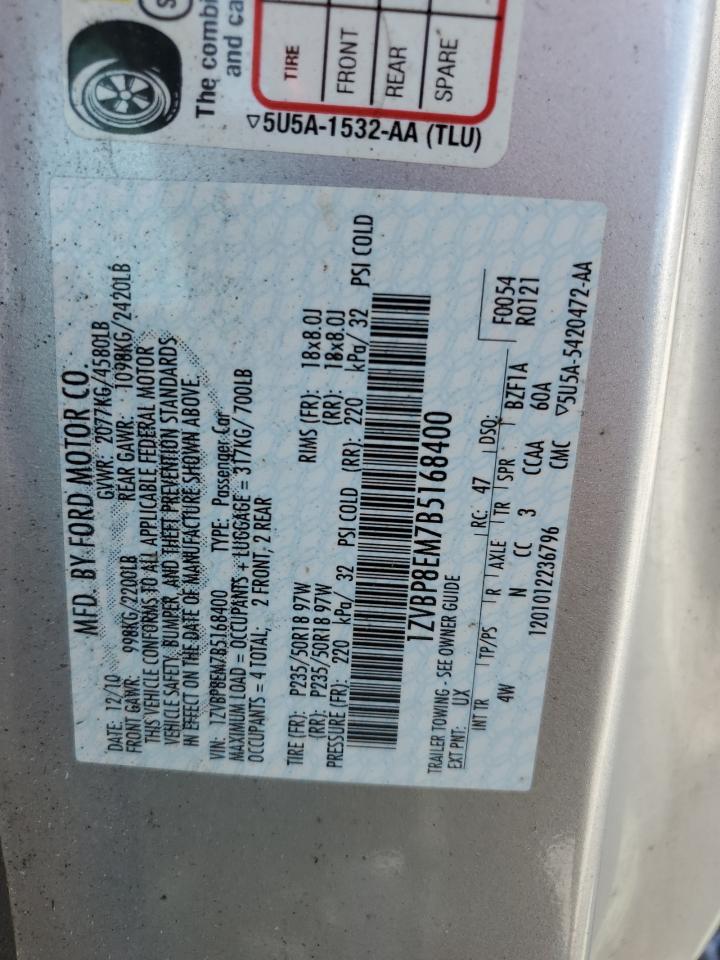 The combi
and ca
TIRE
FRONT
REAR
SPARE
▽5U5A-1532-AA (TLU)
MFD. BY FORD MOTOR CO.
DATE: 12/10 GVWR: 2077KG/4580LB
FRONT GAWR: 998KG/2200LB REAR GAWR: 1098KG/2420LB
THIS VEHICLE CONFORMS TO ALL APPLICABLE FEDERAL MOTOR
VEHICLE SAFETY, BUMPER, AND THEFT PREVENTION STANDARDS
IN EFFECT ON THE DATE OF MANUFACTURE SHOWN ABOVE.
VIN: 1ZVBP8EM7B5168400 TYPE: Passenger Car
MAXIMUM LOAD = OCCUPANTS + LUGGAGE = 317KG/700LB
OCCUPANTS = 4 TOTAL; 2 FRONT, 2 REAR
TIRE (FR): P235/50R18 97W RIMS (FR): 18x8.0J
(RR): P235/50R18 97W (RR): 18x8.0J
PRESSURE (FR): 220 kPa/ 32 PSI COLD (RR): 220 kPa/ 32 PSI COLD
1ZVBP8EM7B5168400
TRAILER TOWING - SEE OWNER GUIDE
EXT PNT: UX RC: 47 DSO: F0054
R0121
INT TR TP/PS R AXLE TR SPR
4W N CC 3 CCAA BZF1A
CMC 60A
1201012236796 ▽5U5A-5420472-AA